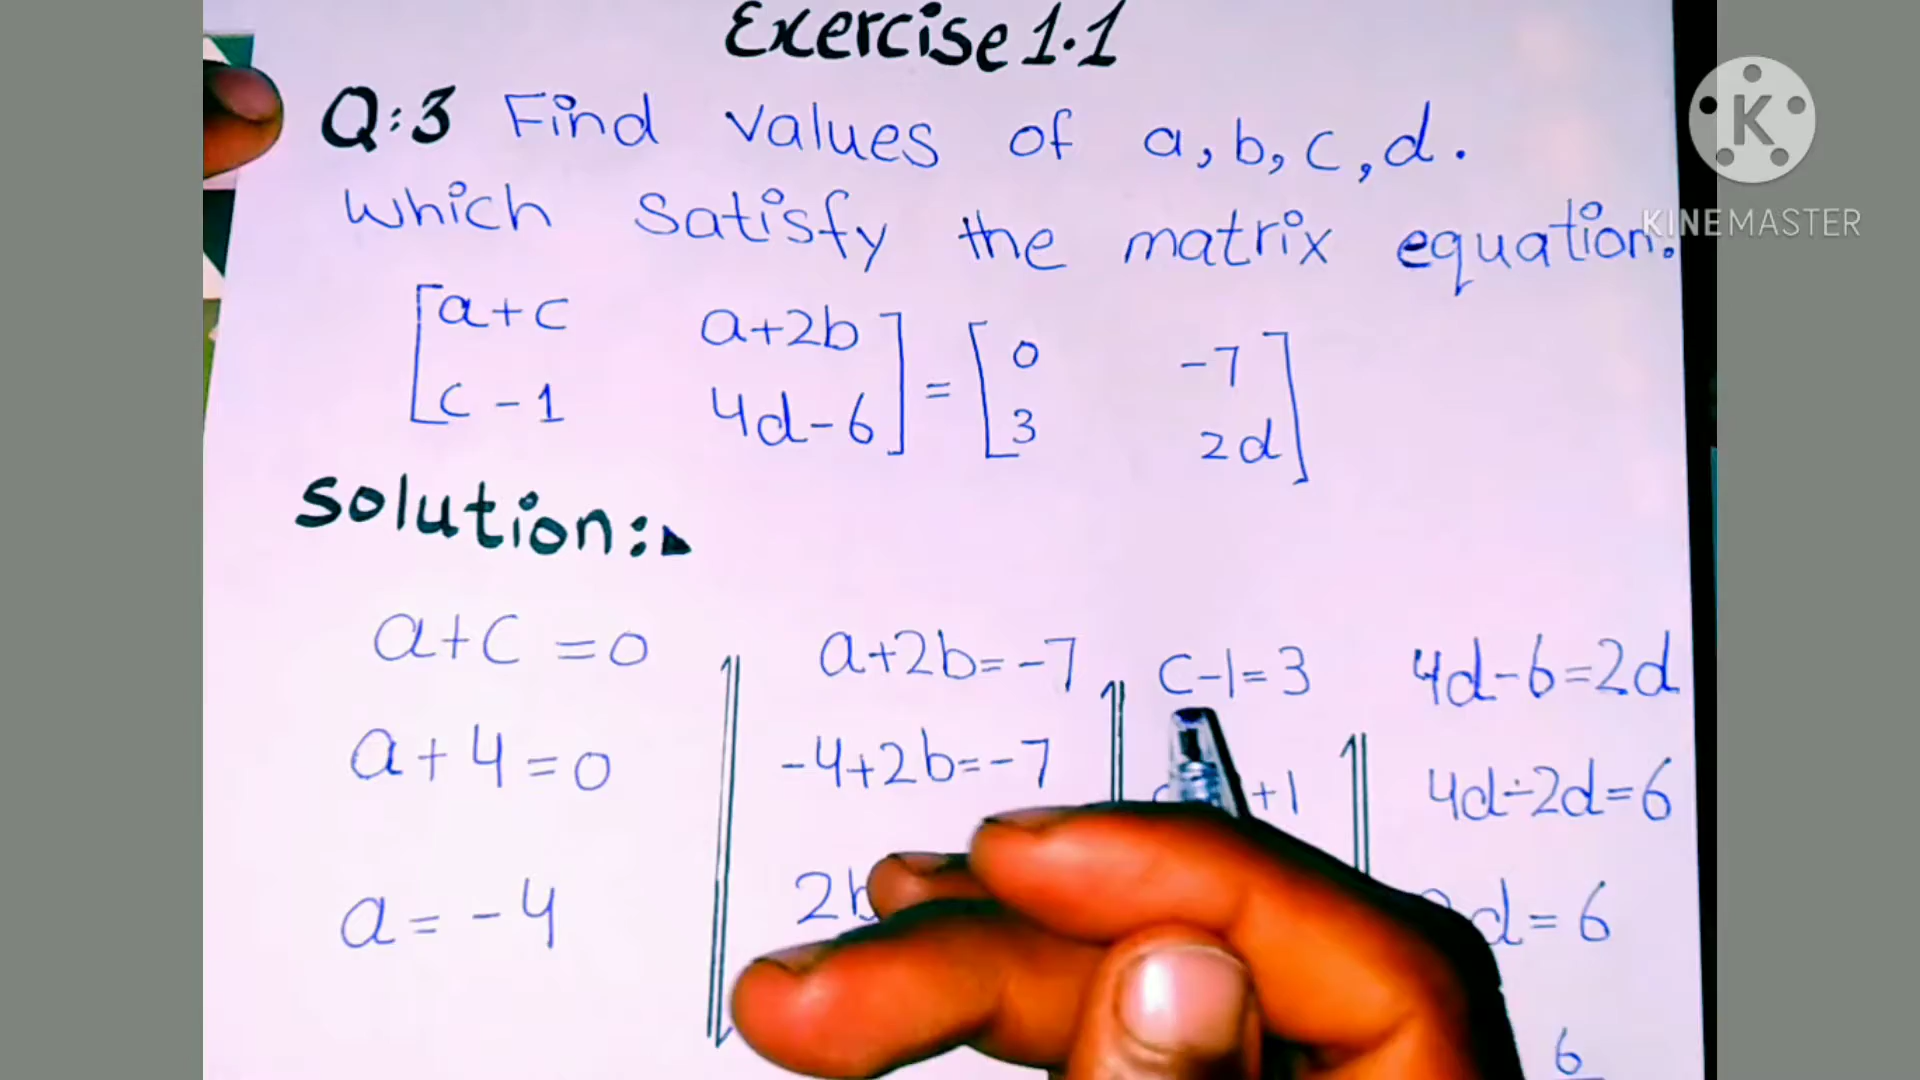 Exercise 1.1
Q:3 Find values of a, b, c, d.
K
which satisfy the matrix equation.
KINEMASTER
[a+c a+2b] = [0 -7]
[c-1 4d-6] [3 2d]
solution:
a+c=0
a+4=0
a=-4
a+2b=-7
-4+2b=-7
2b
c-1=3
+1
4d-6=2d
4d-2d=6
d=6
6